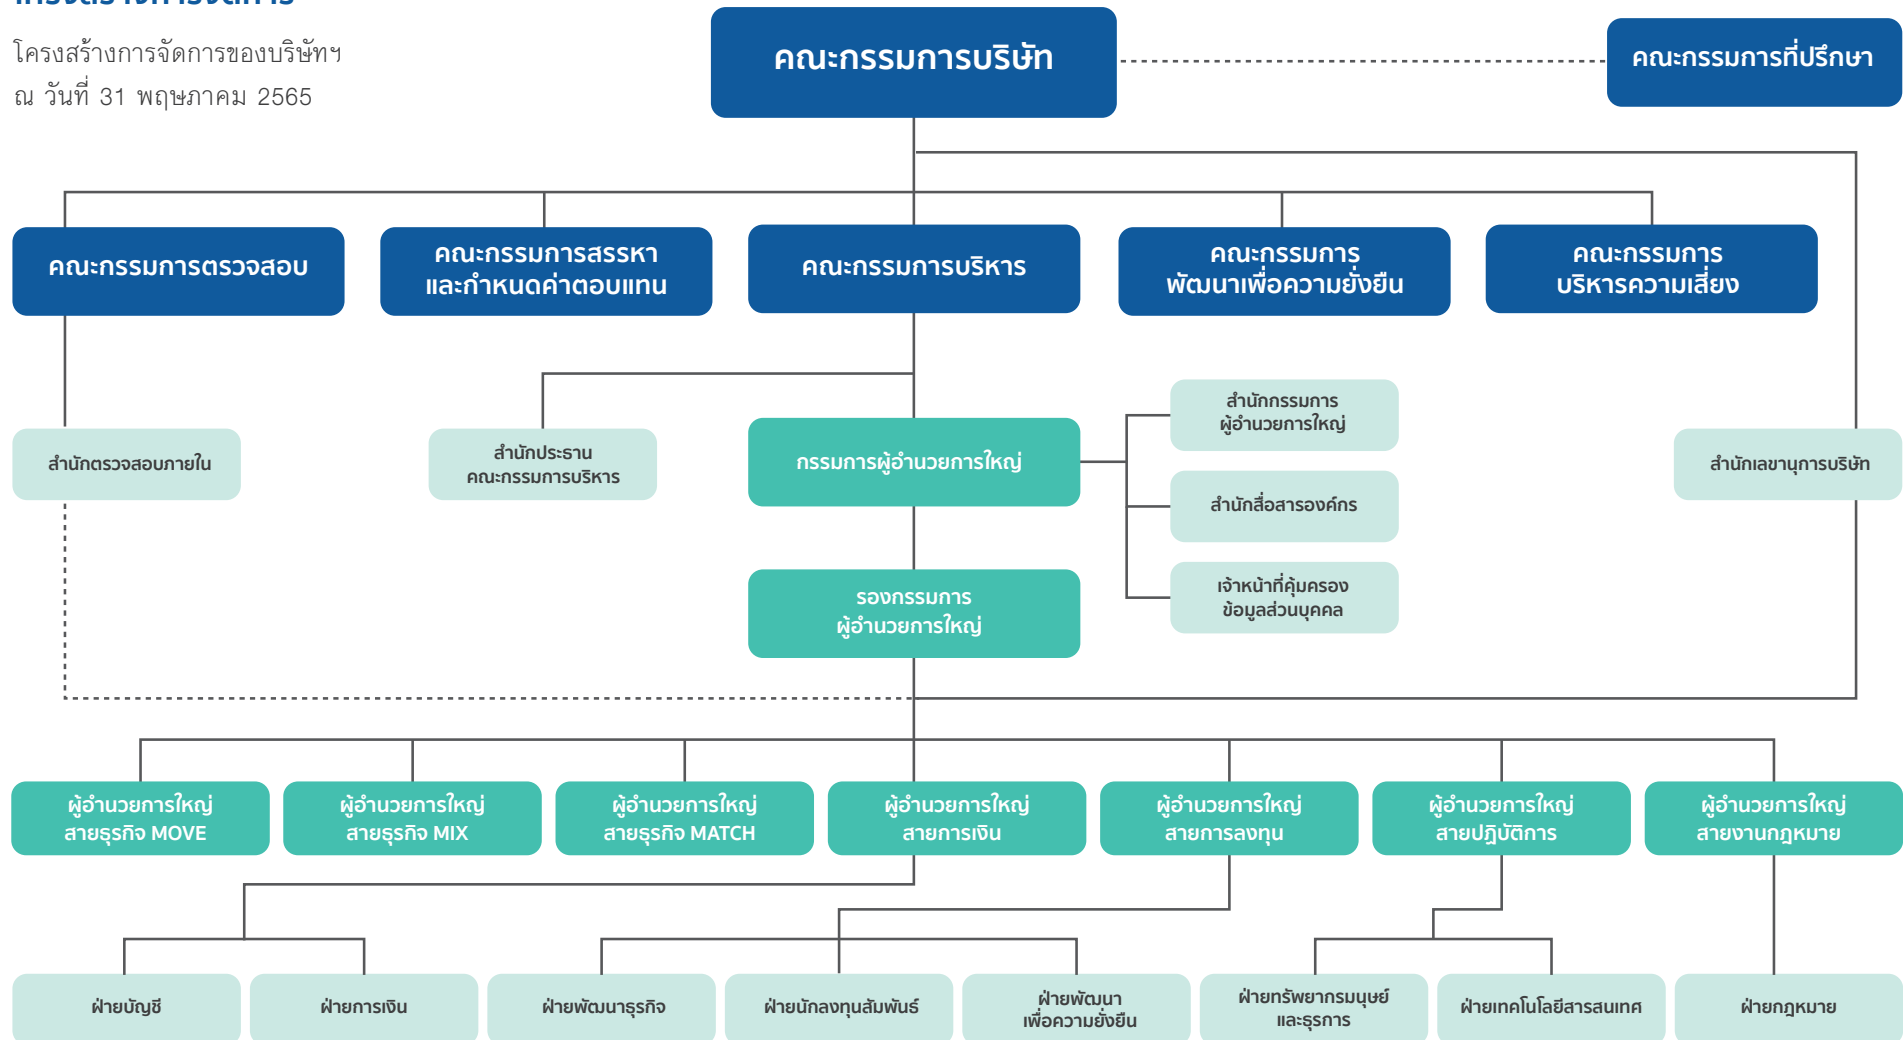 โครงสร้างการจัดการ
โครงสร้างการจัดการของบริษัทฯ
ณ วันที่ 31 พฤษภาคม 2565
คณะกรรมการบริษัท
คณะกรรมการที่ปรึกษา
คณะกรรมการตรวจสอบ
คณะกรรมการสรรหา
และกำหนดค่าตอบแทน
คณะกรรมการบริหาร
คณะกรรมการ
พัฒนาเพื่อความยั่งยืน
คณะกรรมการ
บริหารความเสี่ยง
สำนักตรวจสอบภายใน
สำนักประธาน
คณะกรรมการบริหาร
กรรมการผู้อำนวยการใหญ่
สำนักกรรมการ
ผู้อำนวยการใหญ่
สำนักสื่อสารองค์กร
เจ้าหน้าที่คุ้มครอง
ข้อมูลส่วนบุคคล
สำนักเลขานุการบริษัท
รองกรรมการ
ผู้อำนวยการใหญ่
ผู้อำนวยการใหญ่
สายธุรกิจ MOVE
ผู้อำนวยการใหญ่
สายธุรกิจ MIX
ผู้อำนวยการใหญ่
สายธุรกิจ MATCH
ผู้อำนวยการใหญ่
สายการเงิน
ผู้อำนวยการใหญ่
สายการลงทุน
ผู้อำนวยการใหญ่
สายปฏิบัติการ
ผู้อำนวยการใหญ่
สายงานกฎหมาย
ฝ่ายบัญชี
ฝ่ายการเงิน
ฝ่ายพัฒนาธุรกิจ
ฝ่ายนักลงทุนสัมพันธ์
ฝ่ายพัฒนา
เพื่อความยั่งยืน
ฝ่ายทรัพยากรมนุษย์
และธุรการ
ฝ่ายเทคโนโลยีสารสนเทศ
ฝ่ายกฎหมาย